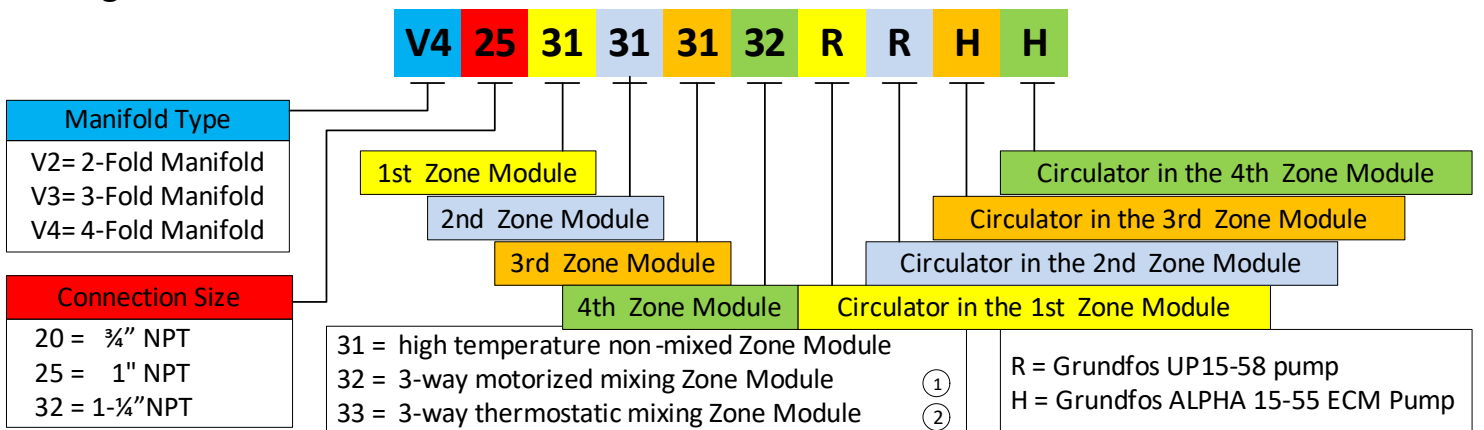 V4 25 31 31 31 32 R R H H
Manifold Type
V2= 2-Fold Manifold
V3= 3-Fold Manifold
V4= 4-Fold Manifold
Connection Size
20 = ¾” NPT
25 = 1" NPT
32 = 1-¼”NPT
1st Zone Module
2nd Zone Module
3rd Zone Module
4th Zone Module
Circulator in the 4th Zone Module
Circulator in the 3rd Zone Module
Circulator in the 2nd Zone Module
Circulator in the 1st Zone Module
31 = high temperature non-mixed Zone Module
32 = 3-way motorized mixing Zone Module ①
33 = 3-way thermostatic mixing Zone Module ②
R = Grundfos UP15-58 pump
H = Grundfos ALPHA 15-55 ECM Pump